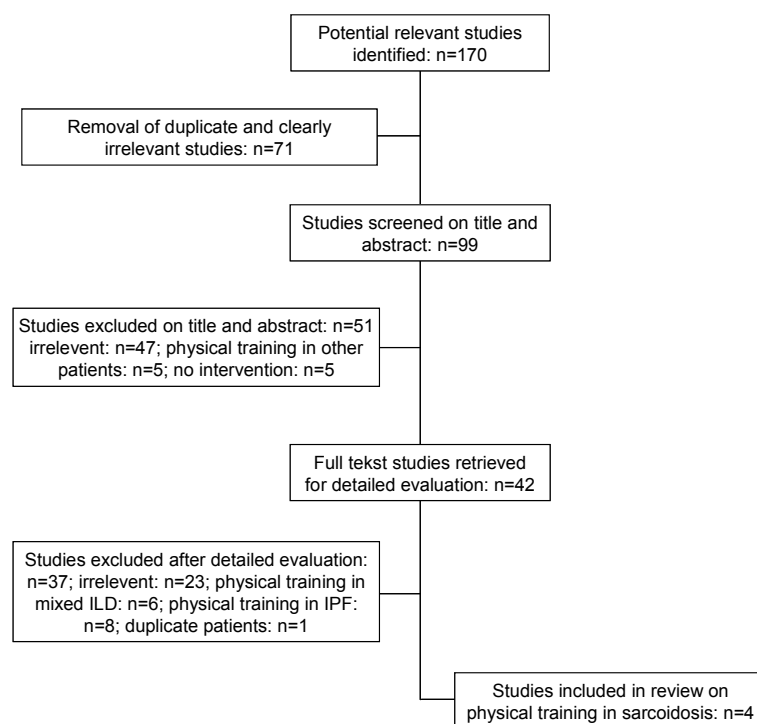 Potential relevant studies
identified: n=170
Removal of duplicate and clearly
irrelevant studies: n=71
Studies screened on title and
abstract: n=99
Studies excluded on title and abstract: n=51
irrelevent: n=47; physical training in other
patients: n=5; no intervention: n=5
Full tekst studies retrieved
for detailed evaluation: n=42
Studies excluded after detailed evaluation:
n=37; irrelevent: n=23; physical training in
mixed ILD: n=6; physical training in IPF:
n=8; duplicate patients: n=1
Studies included in review on
physical training in sarcoidosis: n=4